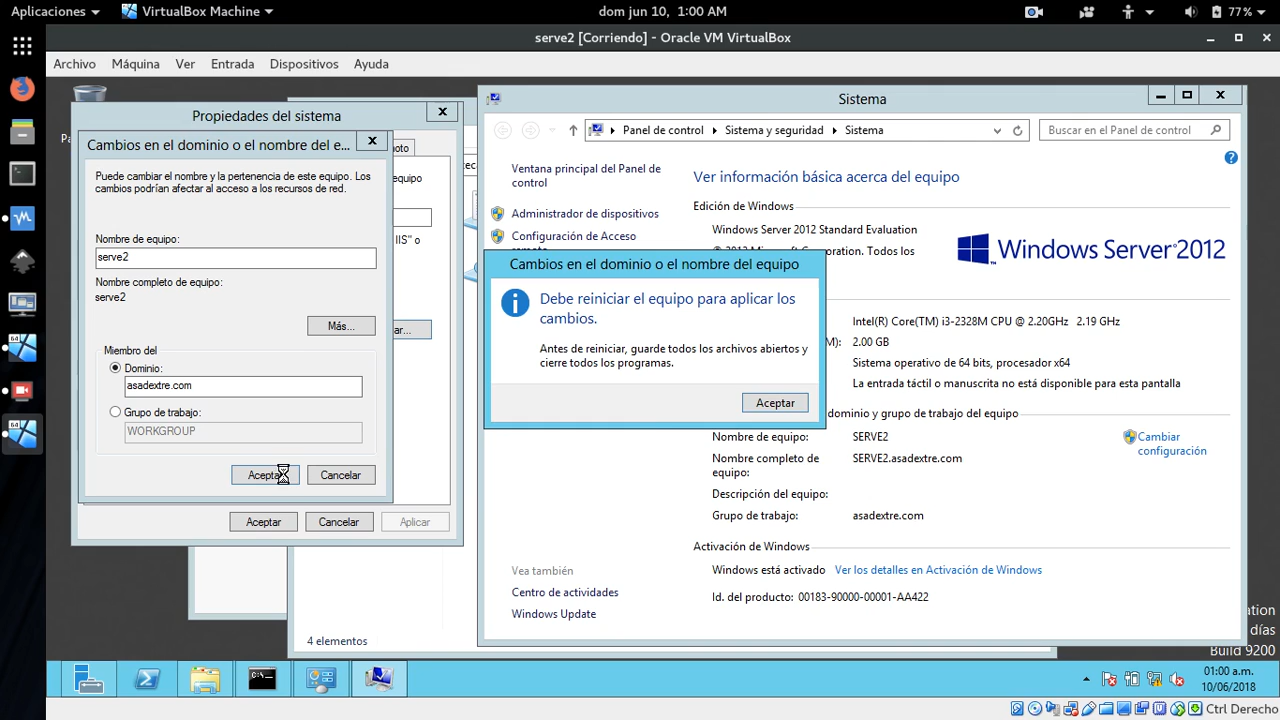 Aplicaciones
VirtualBox Machine
dom jun 10, 1:00 AM
77%
serve2 [Corriendo] - Oracle VM VirtualBox
Archivo Máquina Ver Entrada Dispositivos Ayuda
Propiedades del sistema
X
Cambios en el dominio o el nombre del e...
X
Puede cambiar el nombre y la pertenencia de este equipo. Los
cambios podrían afectar al acceso a los recursos de red.
Nombre de equipo:
serve2
Nombre completo de equipo:
serve2
Más...
Miembro del
Dominio:
asadextre.com
Grupo de trabajo:
WORKGROUP
Aceptar Cancelar
Aceptar Cancelar Aplicar
oto
equipo
IIS" o
ar...
4 elementos
Sistema
X
Panel de control Sistema y seguridad Sistema
Buscar en el Panel de control
Ventana principal del Panel de
control
Administrador de dispositivos
Configuración de Acceso
Vea también
Centro de actividades
Windows Update
Ver información básica acerca del equipo
Edición de Windows
Windows Server 2012 Standard Evaluation
Windows Server 2012
Cambios en el dominio o el nombre del equipo
Debe reiniciar el equipo para aplicar los
cambios.
Antes de reiniciar, guarde todos los archivos abiertos y
cierre todos los programas.
Aceptar
Intel(R) Core(TM) i3-2328M CPU @ 2.20GHz 2.19 GHz
2.00 GB
Sistema operativo de 64 bits, procesador x64
La entrada táctil o manuscrita no está disponible para esta pantalla
dominio y grupo de trabajo del equipo
Nombre de equipo: SERVE2
Cambiar
configuración
Nombre completo de SERVE2.asadextre.com
equipo:
Descripción del equipo:
Grupo de trabajo: asadextre.com
Activación de Windows
Windows está activado Ver los detalles en Activación de Windows
Id. del producto: 00183-90000-00001-AA422
ation
días
Build 9200
01:00 a.m.
10/06/2018
Ctrl Derecho